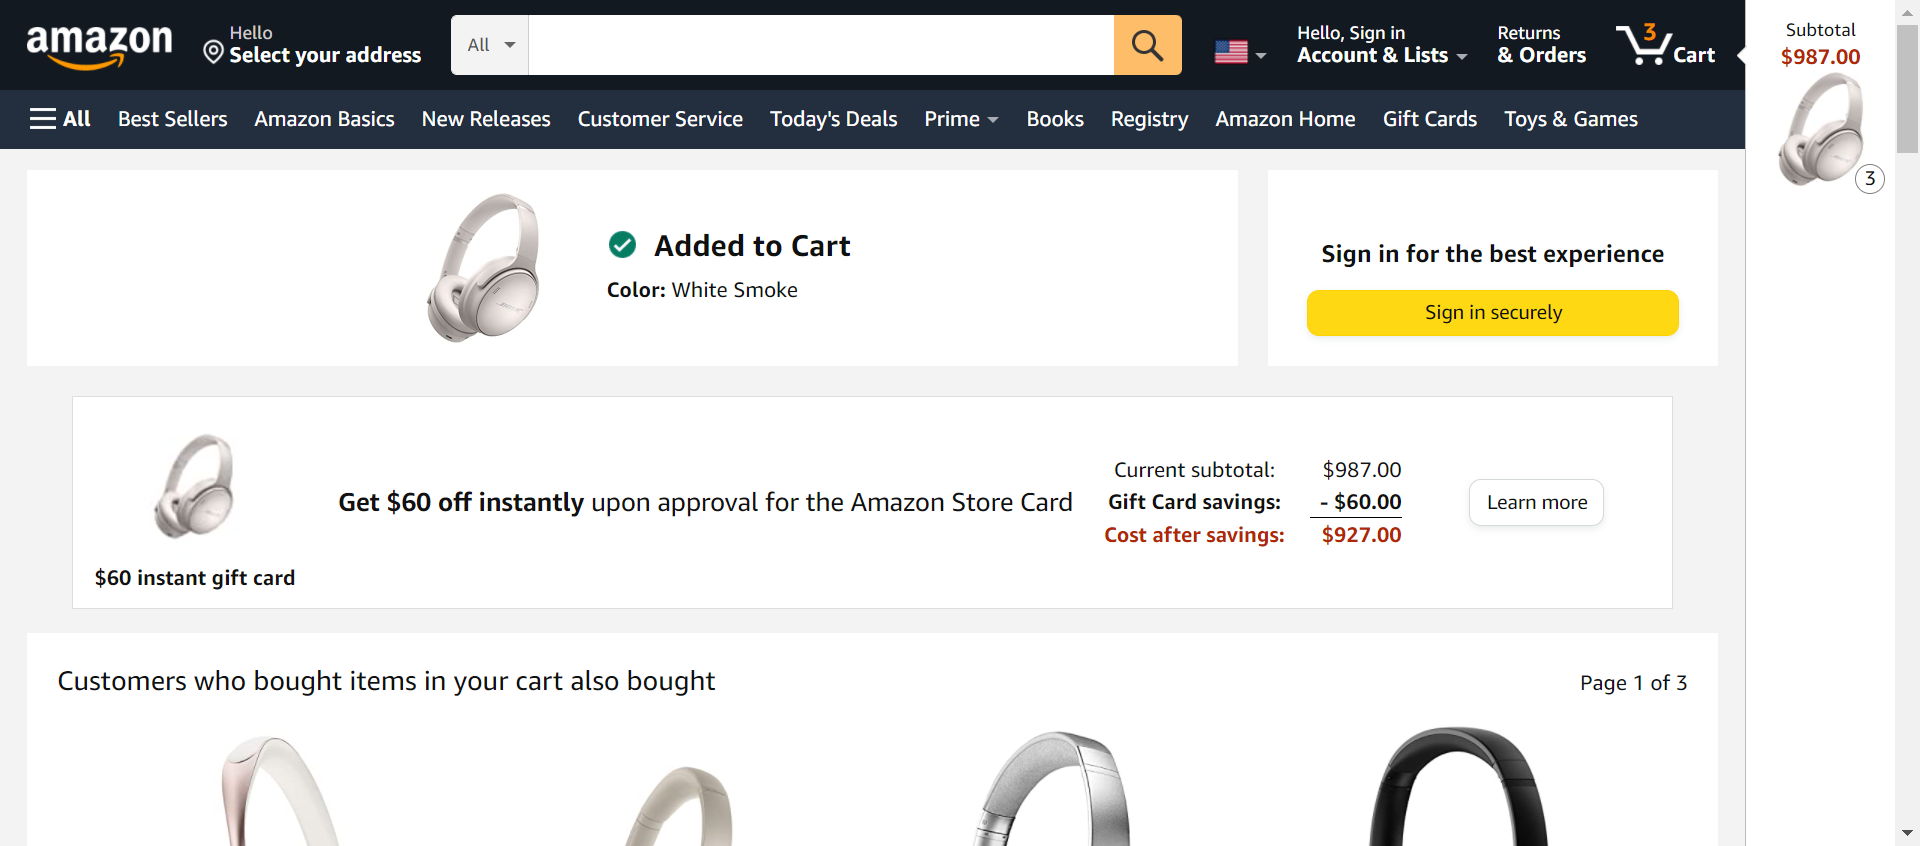 amazon
Hello
Select your address
All
Hello, Sign in
Account & Lists
Returns
& Orders
3
Cart
Subtotal
$987.00
3
All
Best Sellers
Amazon Basics
New Releases
Customer Service
Today's Deals
Prime
Books
Registry
Amazon Home
Gift Cards
Toys & Games
Added to Cart
Color: White Smoke
Sign in for the best experience
Sign in securely
$60 instant gift card
Get $60 off instantly upon approval for the Amazon Store Card
Current subtotal: $987.00
Gift Card savings: - $60.00
Cost after savings: $927.00
Learn more
Customers who bought items in your cart also bought
Page 1 of 3